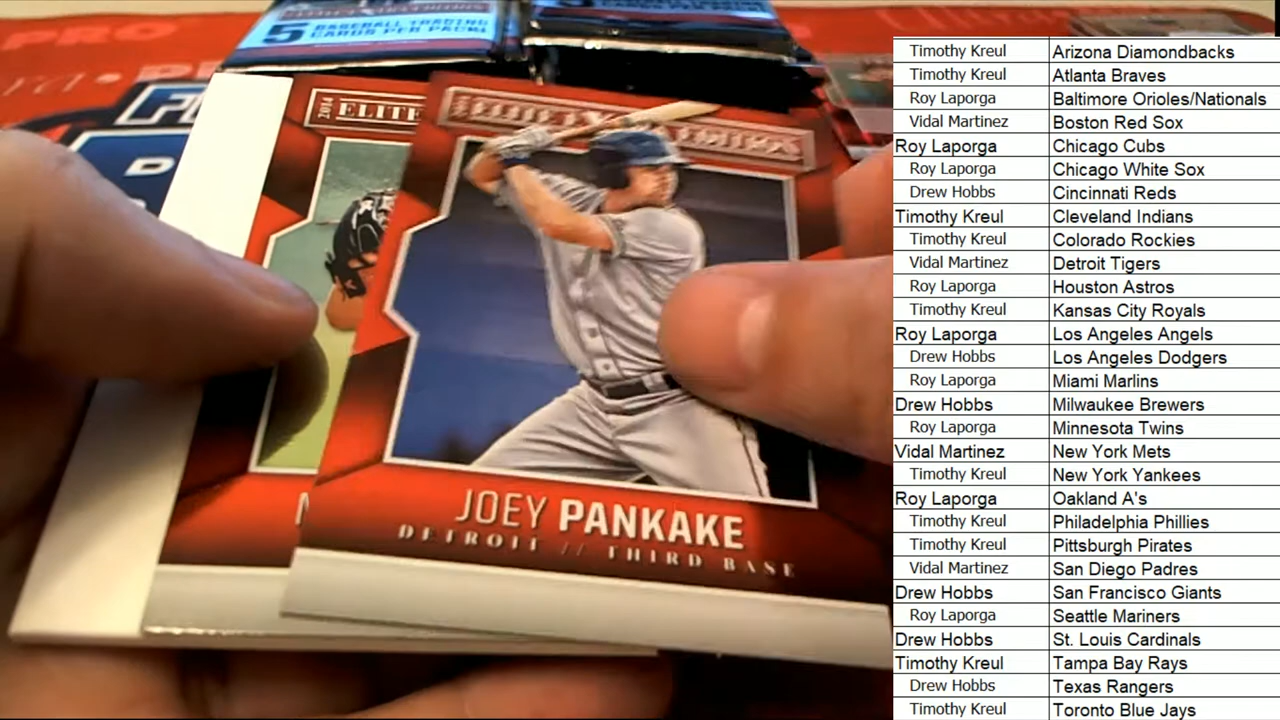 PRO
5 BASEBALL TRADING
CARDS PER PACK!
2014 ELITE
ELITE EXTRA EDITION
JOEY PANKAKE
DETROIT // THIRD BASE
Timothy Kreul Arizona Diamondbacks
Timothy Kreul Atlanta Braves
Roy Laporga Baltimore Orioles/Nationals
Vidal Martinez Boston Red Sox
Roy Laporga Chicago Cubs
Roy Laporga Chicago White Sox
Drew Hobbs Cincinnati Reds
Timothy Kreul Cleveland Indians
Timothy Kreul Colorado Rockies
Vidal Martinez Detroit Tigers
Roy Laporga Houston Astros
Timothy Kreul Kansas City Royals
Roy Laporga Los Angeles Angels
Drew Hobbs Los Angeles Dodgers
Roy Laporga Miami Marlins
Drew Hobbs Milwaukee Brewers
Roy Laporga Minnesota Twins
Vidal Martinez New York Mets
Timothy Kreul New York Yankees
Roy Laporga Oakland A's
Timothy Kreul Philadelphia Phillies
Timothy Kreul Pittsburgh Pirates
Vidal Martinez San Diego Padres
Drew Hobbs San Francisco Giants
Roy Laporga Seattle Mariners
Drew Hobbs St. Louis Cardinals
Timothy Kreul Tampa Bay Rays
Drew Hobbs Texas Rangers
Timothy Kreul Toronto Blue Jays